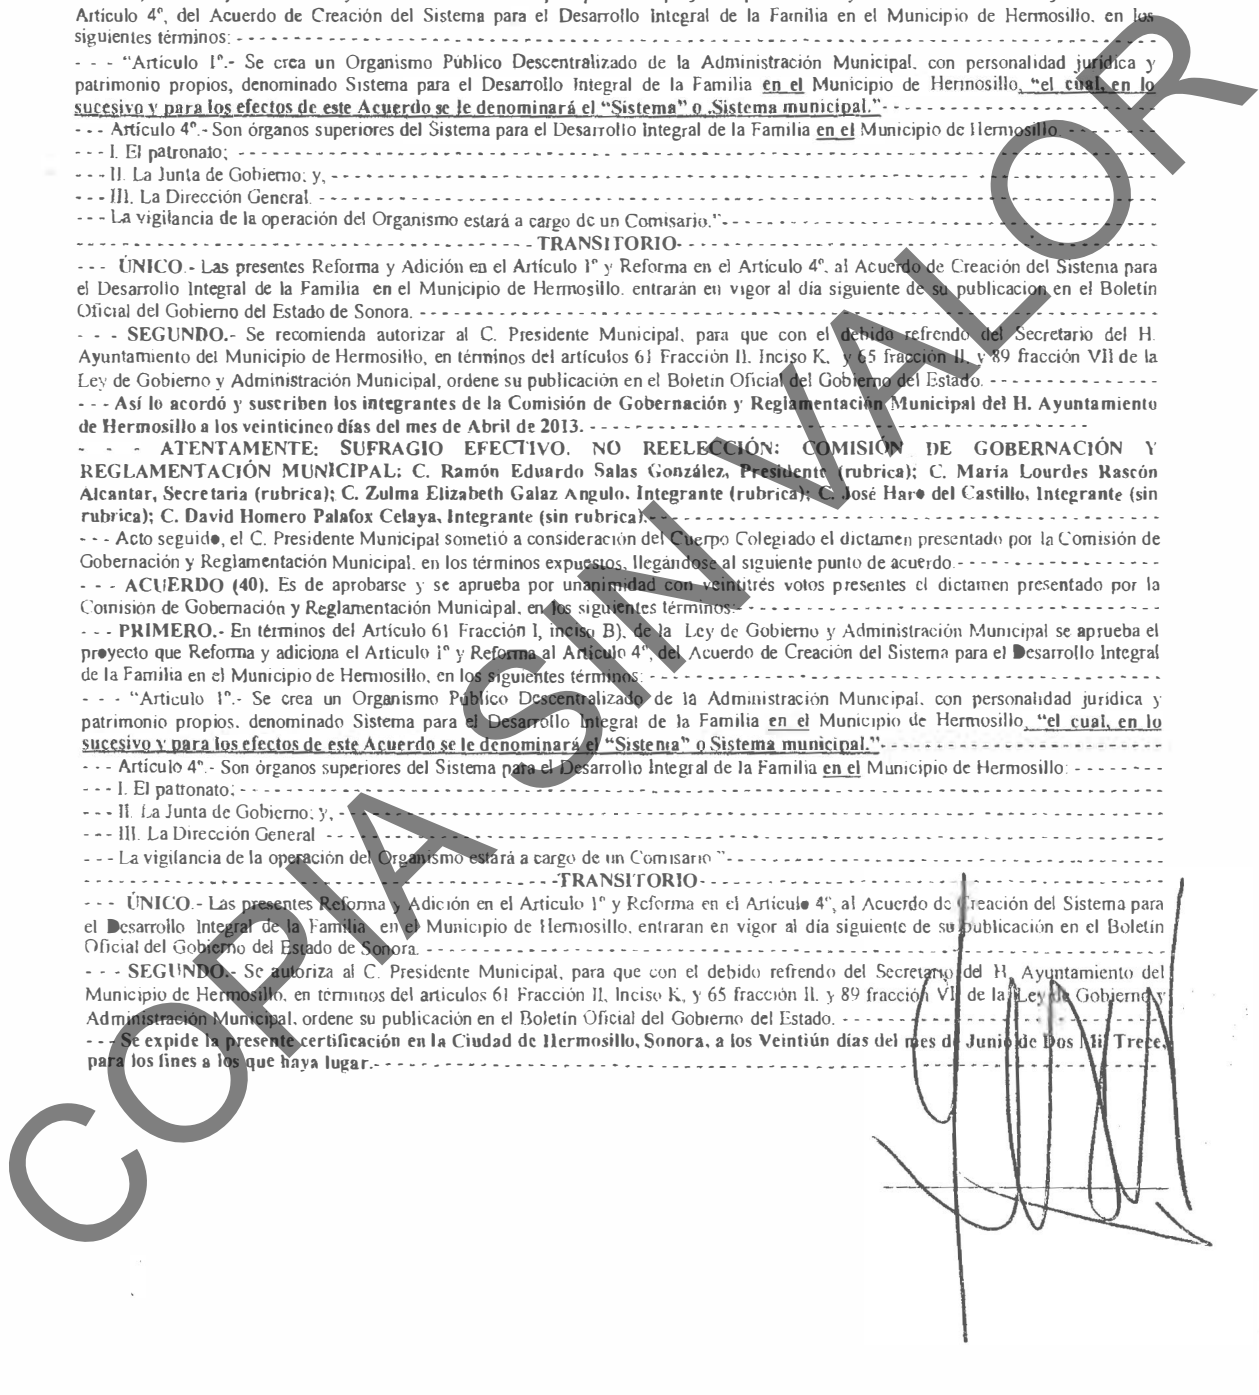 Artículo 4º, del Acuerdo de Creación del Sistema para el Desarrollo Integral de la Familia en el Municipio de Hermosillo, en los
siguientes términos: - - - - - - - - - - - - - - - - - - - -
- - - "Artículo 1º.- Se crea un Organismo Público Descentralizado de la Administración Municipal, con personalidad jurídica y
patrimonio propios, denominado Sistema para el Desarrollo Integral de la Familia en el Municipio de Hermosillo, "el cual, en lo
sucesivo y para los efectos de este Acuerdo se le denominará el "Sistema" o .Sistema municipal."- - - - - - - - - -
- - - Artículo 4º.- Son órganos superiores del Sistema para el Desarrollo Integral de la Familia en el Municipio de Hermosillo. - - - - - - -
- - - I. El patronato; - - - - - - - - - - - - - - - - - - - -
- - - II. La Junta de Gobierno; y, - - - - - - - - - - - - - - - - - - - -
- - - III. La Dirección General. - - - - - - - - - - - - - - - - - - - -
- - - La vigilancia de la operación del Organismo estará a cargo de un Comisario."- - - - - - - - - - - - - - - - - - - -
- - - - - - - - - - - - - - - - - - - - TRANSITORIO- - - - - - - - - - - - - - - - - - - -
- - - ÚNICO.- Las presentes Reforma y Adición en el Artículo 1º y Reforma en el Artículo 4º, al Acuerdo de Creación del Sistema para
el Desarrollo Integral de la Familia en el Municipio de Hermosillo. entrarán en vigor al día siguiente de su publicacion en el Boletín
Oficial del Gobierno del Estado de Sonora. - - - - - - - - - - - - - - - - - - - -
- - - SEGUNDO.- Se recomienda autorizar al C. Presidente Municipal, para que con el debido refrendo del Secretario del H.
Ayuntamiento del Municipio de Hermosillo, en términos del artículos 61 Fracción II. Inciso K, y 65 fracción II, y 89 fracción VII de la
Ley de Gobierno y Administración Municipal, ordene su publicación en el Boletín Oficial del Gobierno del Estado. - - - - - - - - - - - - - - -
- - - Así lo acordó y suscriben los integrantes de la Comisión de Gobernación y Reglamentación Municipal del H. Ayuntamiento
de Hermosillo a los veinticinco días del mes de Abril de 2013. - - - - - - - - - - - - - - - - - - - -
- - - ATENTAMENTE: SUFRAGIO EFECTIVO. NO REELECCIÓN: COMISIÓN DE GOBERNACIÓN Y
REGLAMENTACIÓN MUNICIPAL: C. Ramón Eduardo Salas González, Presidente (rubrica); C. María Lourdes Rascón
Alcantar, Secretaria (rubrica); C. Zulma Elizabeth Galaz Angulo. Integrante (rubrica); C. José Haro del Castillo, Integrante (sin
rubrica); C. David Homero Palafox Celaya, Integrante (sin rubrica).- - - - - - - - - - - - - - - - - - - -
- - - Acto seguido, el C. Presidente Municipal sometió a consideración del Cuerpo Colegiado el dictamen presentado por la Comisión de
Gobernación y Reglamentación Municipal. en los términos expuestos, llegándose al siguiente punto de acuerdo.- - - - - - - - - - - - - - -
- - - ACUERDO (40). Es de aprobarse y se aprueba por unanimidad con veintitrés votos presentes el dictamen presentado por la
Comisión de Gobernación y Reglamentación Municipal, en los siguientes términos:- - - - - - - - - - - - - - - - - - - -
- - - PRIMERO.- En términos del Artículo 61 Fracción I, inciso B), de la Ley de Gobierno y Administración Municipal se aprueba el
proyecto que Reforma y adiciona el Articulo 1º y Reforma al Artículo 4º, del Acuerdo de Creación del Sistema para el Desarrollo Integral
de la Familia en el Municipio de Hermosillo, en los siguientes términos: - - - - - - - - - - - - - - - - - - - -
- - - "Articulo 1º.- Se crea un Organismo Público Descentralizado de la Administración Municipal, con personalidad jurídica y
patrimonio propios. denominado Sistema para el Desarrollo Integral de la Familia en el Municipio de Hermosillo, "el cual, en lo
sucesivo y para los efectos de este Acuerdo se le denominará el "Sistema" o Sistema municipal." - - - - - - - - - -
- - - Artículo 4º.- Son órganos superiores del Sistema para el Desarrollo Integral de la Familia en el Municipio de Hermosillo: - - - - - - - -
- - - I. El patronato; - - - - - - - - - - - - - - - - - - - -
- - - II. La Junta de Gobierno; y, - - - - - - - - - - - - - - - - - - - -
- - - III. La Dirección General - - - - - - - - - - - - - - - - - - - -
- - - La vigilancia de la operación del Organismo estará a cargo de un Comisario "- - - - - - - - - - - - - - - - - - - -
- - - - - - - - - - - - - - - - - - - -TRANSITORIO- - - - - - - - - - - - - - - - - - - -
- - - ÚNICO.- Las presentes Reforma y Adición en el Articulo 1º y Reforma en el Artículo 4º, al Acuerdo de Creación del Sistema para
el Desarrollo Integral de la Familia en el Municipio de Hermosillo, entraran en vigor al día siguiente de su publicación en el Boletín
Oficial del Gobierno del Estado de Sonora. - - - - - - - - - - - - - - - - - - - -
- - - SEGUNDO.- Se autoriza al C. Presidente Municipal, para que con el debido refrendo del Secretario del H. Ayuntamiento del
Municipio de Hermosillo, en términos del artículos 61 Fracción II, Inciso K, y 65 fracción II. y 89 fracción VII de la Ley de Gobierno y
Administración Municipal, ordene su publicación en el Boletín Oficial del Gobierno del Estado. - - - - - - - - - - - - - - - - - - - -
- - - Se expide la presente certificación en la Ciudad de Hermosillo, Sonora, a los Veintiún días del mes de Junio de Dos Mil Trece,
para los fines a los que haya lugar.- - - - - - - - - - - - - - - - - - - -
COPIA SIN VALOR